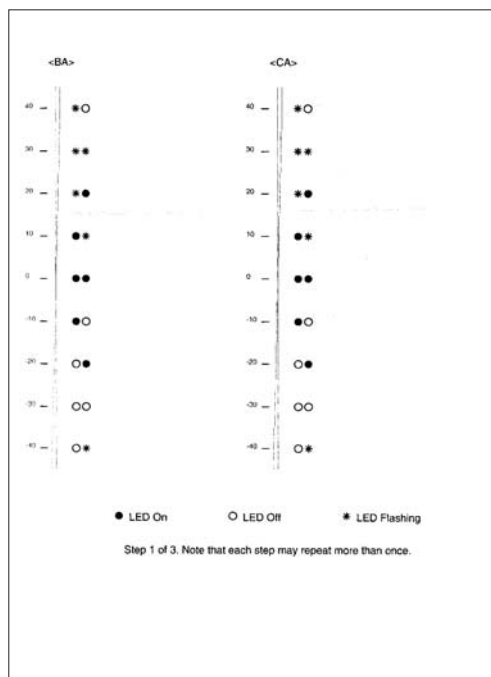 <BA> <CA>
40 — ✱○ 40 — ✱○
30 — ✱✱ 30 — ✱✱
20 — ✱● 20 — ✱●
10 — ●✱ 10 — ●✱
0 — ●● 0 — ●●
-10 — ●○ -10 — ●○
-20 — ○● -20 — ○●
-30 — ○○ -30 — ○○
-40 — ○✱ -40 — ○✱
● LED On ○ LED Off ✱ LED Flashing
Step 1 of 3. Note that each step may repeat more than once.